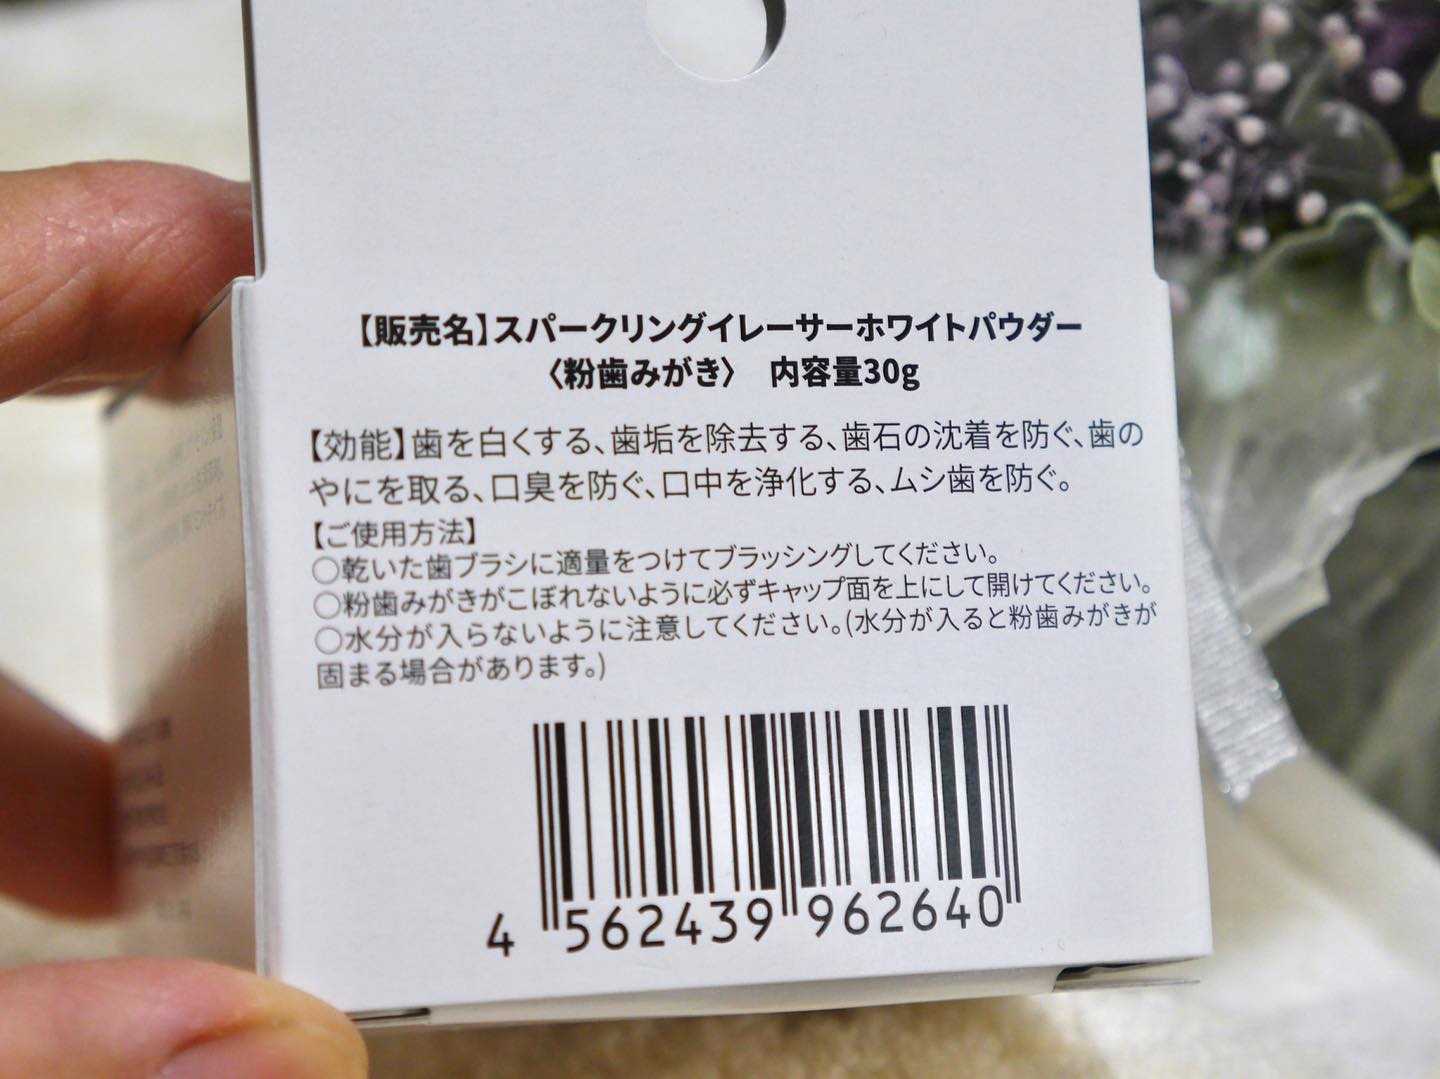 【販売名】スパークリングイレーサーホワイトパウダー
〈粉歯みがき〉 内容量30g
【効能】歯を白くする、歯垢を除去する、歯石の沈着を防ぐ、歯の
やにを取る、口臭を防ぐ、口中を浄化する、ムシ歯を防ぐ。
【ご使用方法】
○乾いた歯ブラシに適量をつけてブラッシングしてください。
○粉歯みがきがこぼれないように必ずキャップ面を上にして開けてください。
○水分が入らないように注意してください。(水分が入ると粉歯みがきが
固まる場合があります。)
4 562439 962640